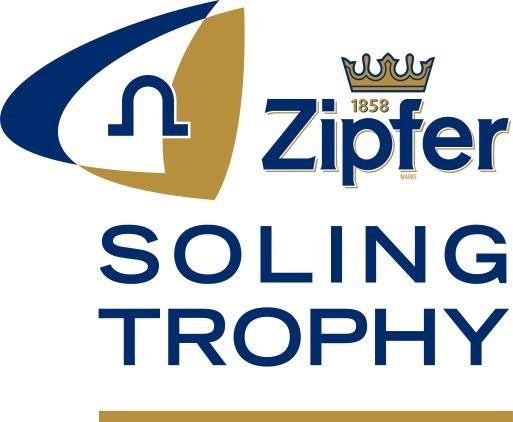 1858
Zipfer
MARKE
SOLING
TROPHY